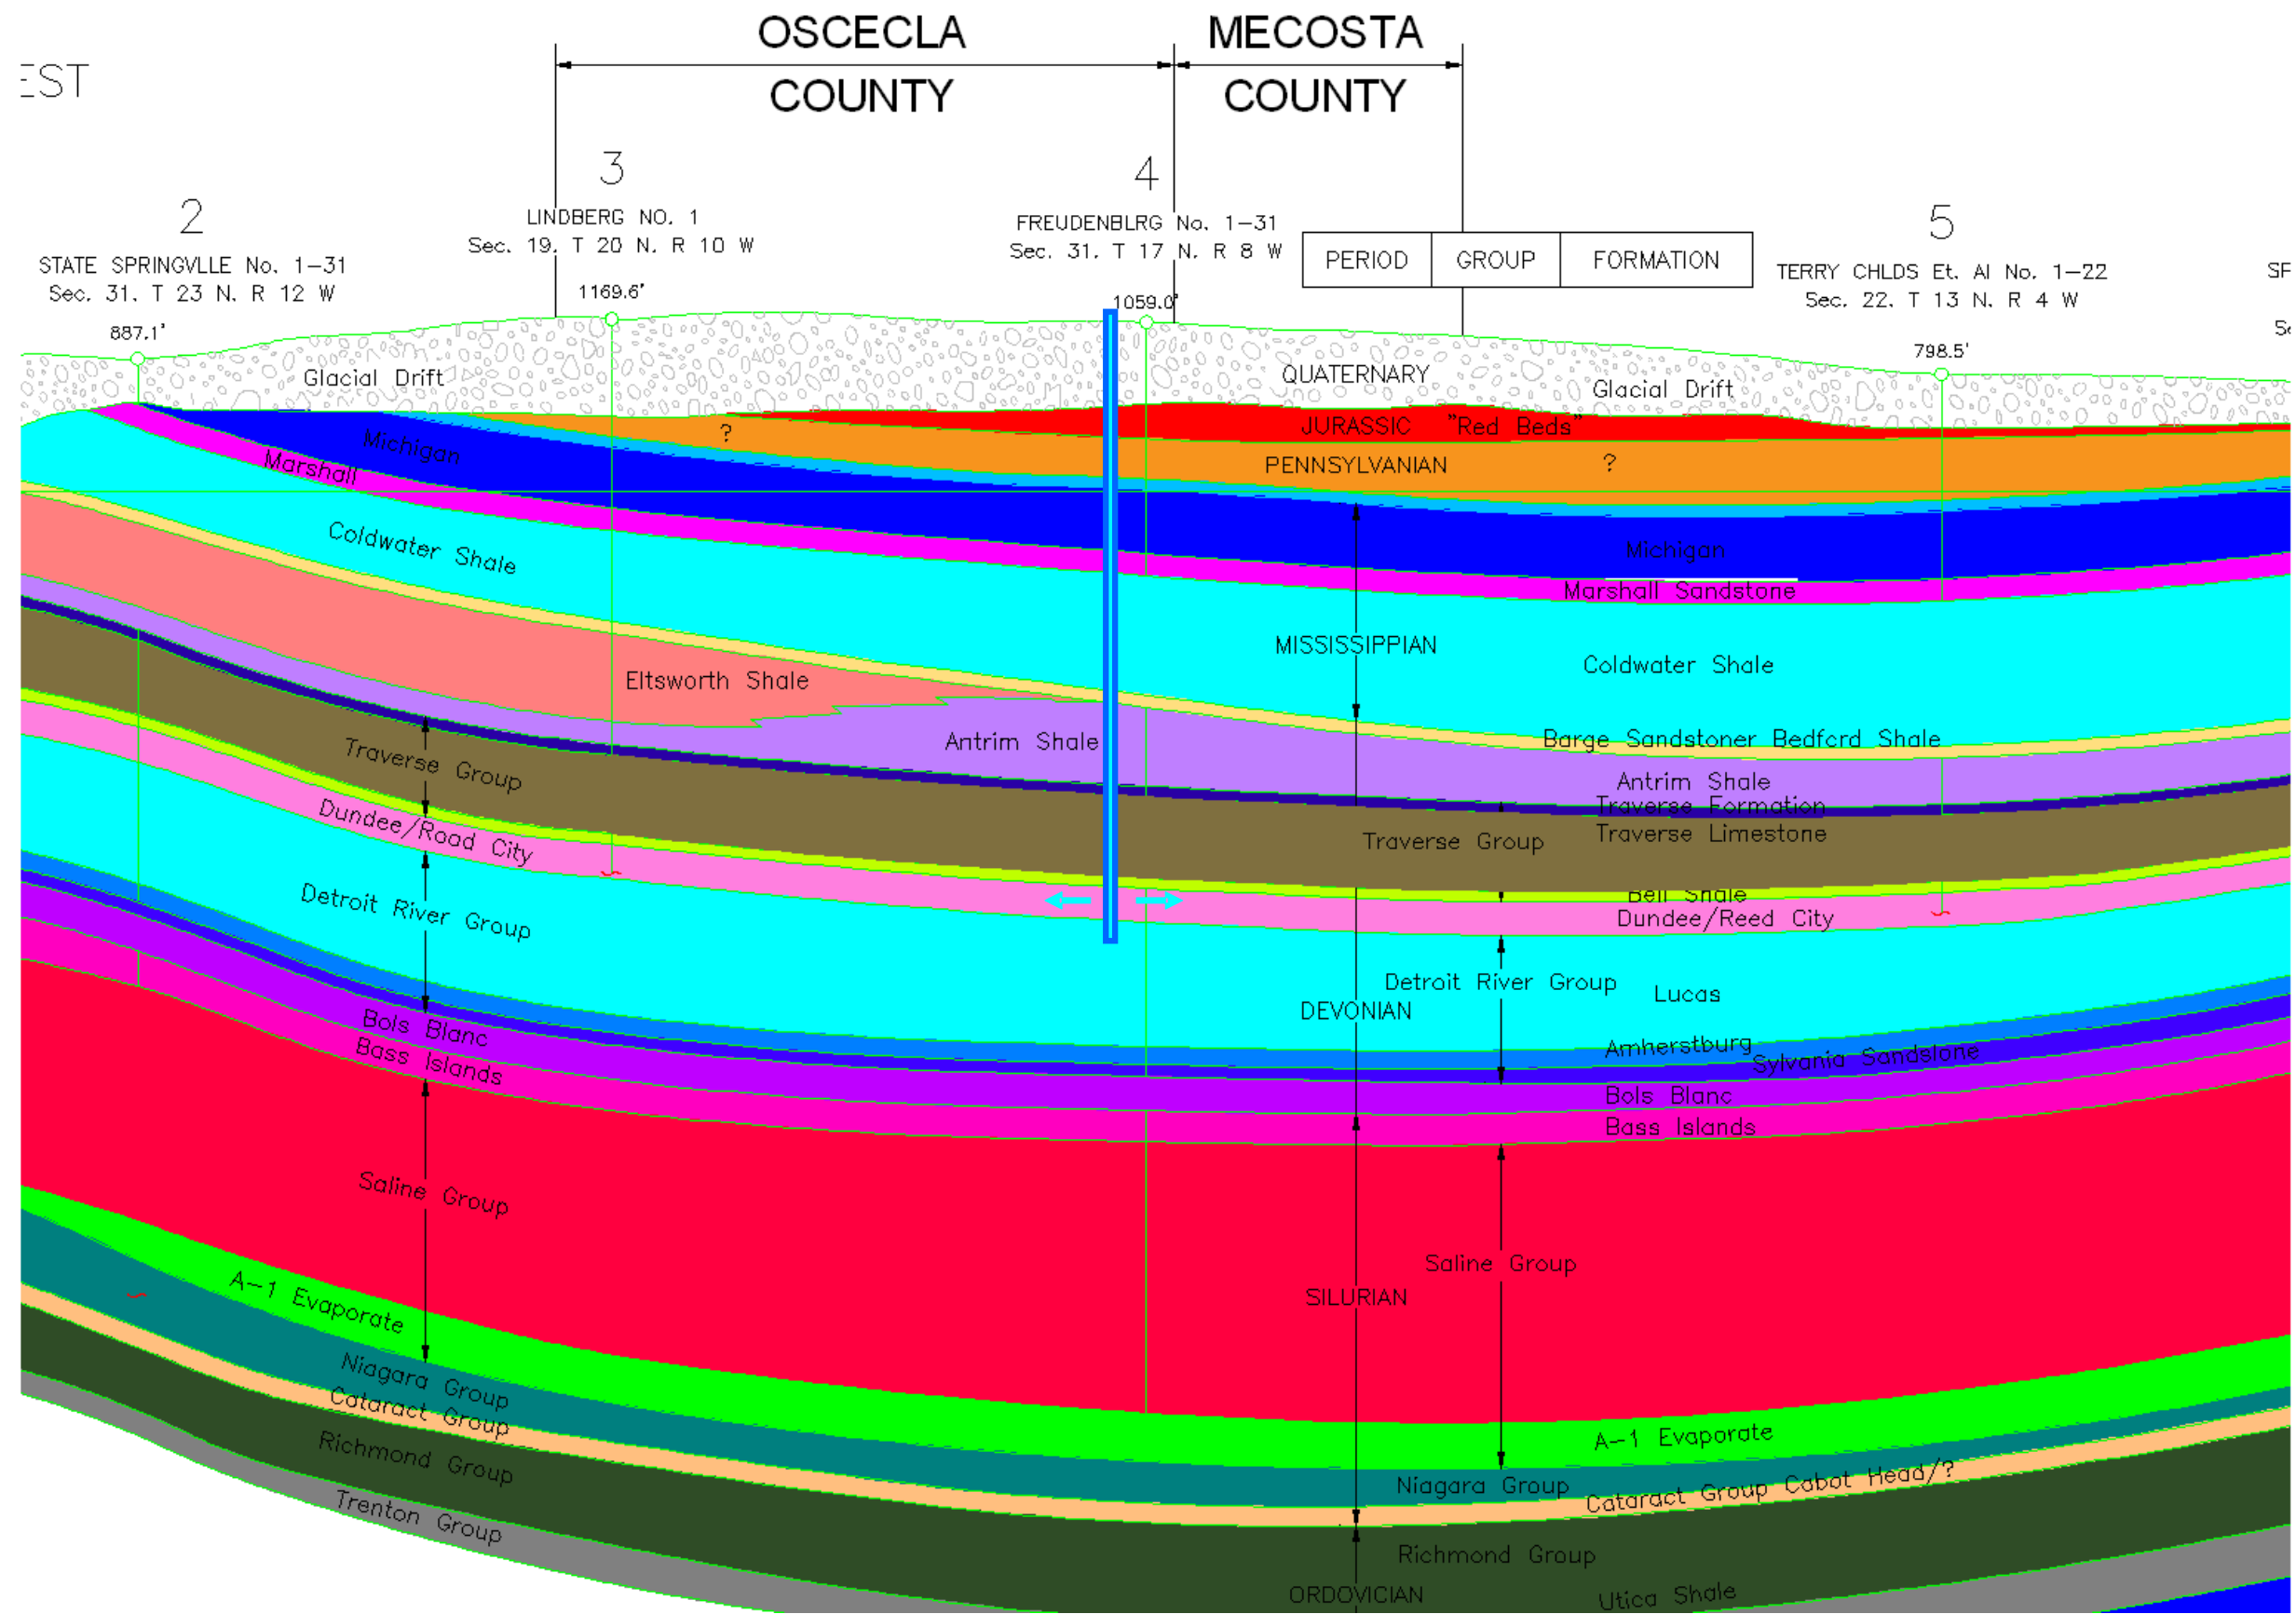 OSCECLA
COUNTY
MECOSTA
COUNTY
EST
2
STATE SPRINGVLLE No. 1-31
Sec. 31. T 23 N. R 12 W
887.1'
3
LINDBERG NO. 1
Sec. 19. T 20 N. R 10 W
1169.6'
4
FREUDENBLRG No. 1-31
Sec. 31. T 17 N. R 8 W
1059.0'
PERIOD GROUP FORMATION
5
TERRY CHLDS Et. Al No. 1-22
Sec. 22. T 13 N. R 4 W
798.5'
SF
Glacial Drift
QUATERNARY
Glacial Drift
JURASSIC "Red Beds"
?
PENNSYLVANIAN
?
Michigan
Marshall
Michigan
Marshall Sandstone
Coldwater Shale
MISSISSIPPIAN
Coldwater Shale
Eltsworth Shale
Antrim Shale
Barge Sandstoner Bedfcrd Shale
Antrim Shale
Traverse Formation
Traverse Group
Traverse Group
Traverse Limestone
Dundee/Road City
Bell Shale
Dundee/Reed City
Detroit River Group
Detroit River Group
Lucas
DEVONIAN
Amherstburg
Sylvania Sandslone
Bols Blanc
Bols Blanc
Bass Islands
Bass Islands
Saline Group
Saline Group
SILURIAN
A-1 Evaporate
A-1 Evaporate
Niagara Group
Niagara Group
Cataract Group
Cataract Group Cabot Head/?
Richmond Group
Richmond Group
Trenton Group
ORDOVICIAN
Utica Shale